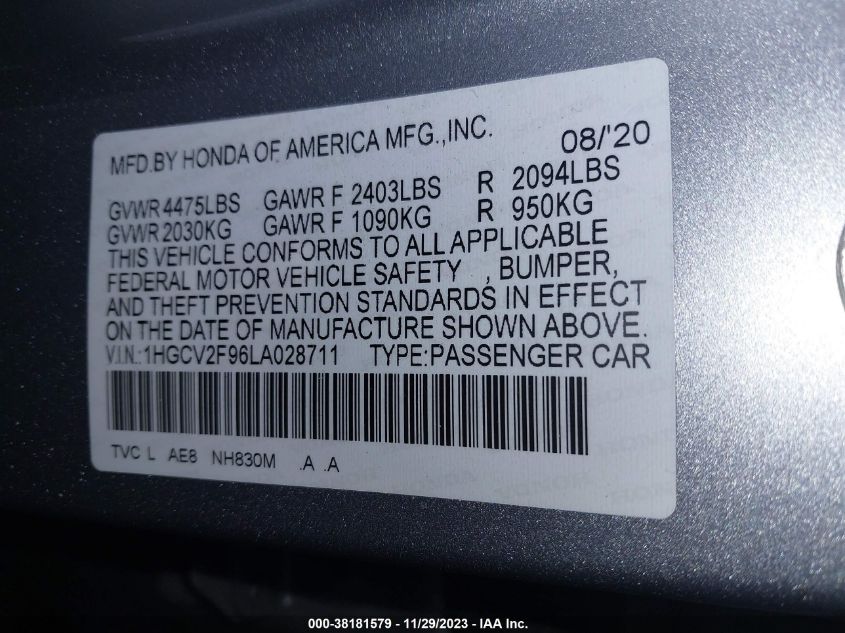 MFD.BY HONDA OF AMERICA MFG.,INC. 08/'20
GVWR 4475LBS GAWR F 2403LBS R 2094LBS
GVWR 2030KG GAWR F 1090KG R 950KG
THIS VEHICLE CONFORMS TO ALL APPLICABLE
FEDERAL MOTOR VEHICLE SAFETY , BUMPER,
AND THEFT PREVENTION STANDARDS IN EFFECT
ON THE DATE OF MANUFACTURE SHOWN ABOVE.
V.I.N.:1HGCV2F96LA028711 TYPE:PASSENGER CAR
TVC L AE8 NH830M .A .A
000-38181579 // 11/29/2023 // IAA Inc.